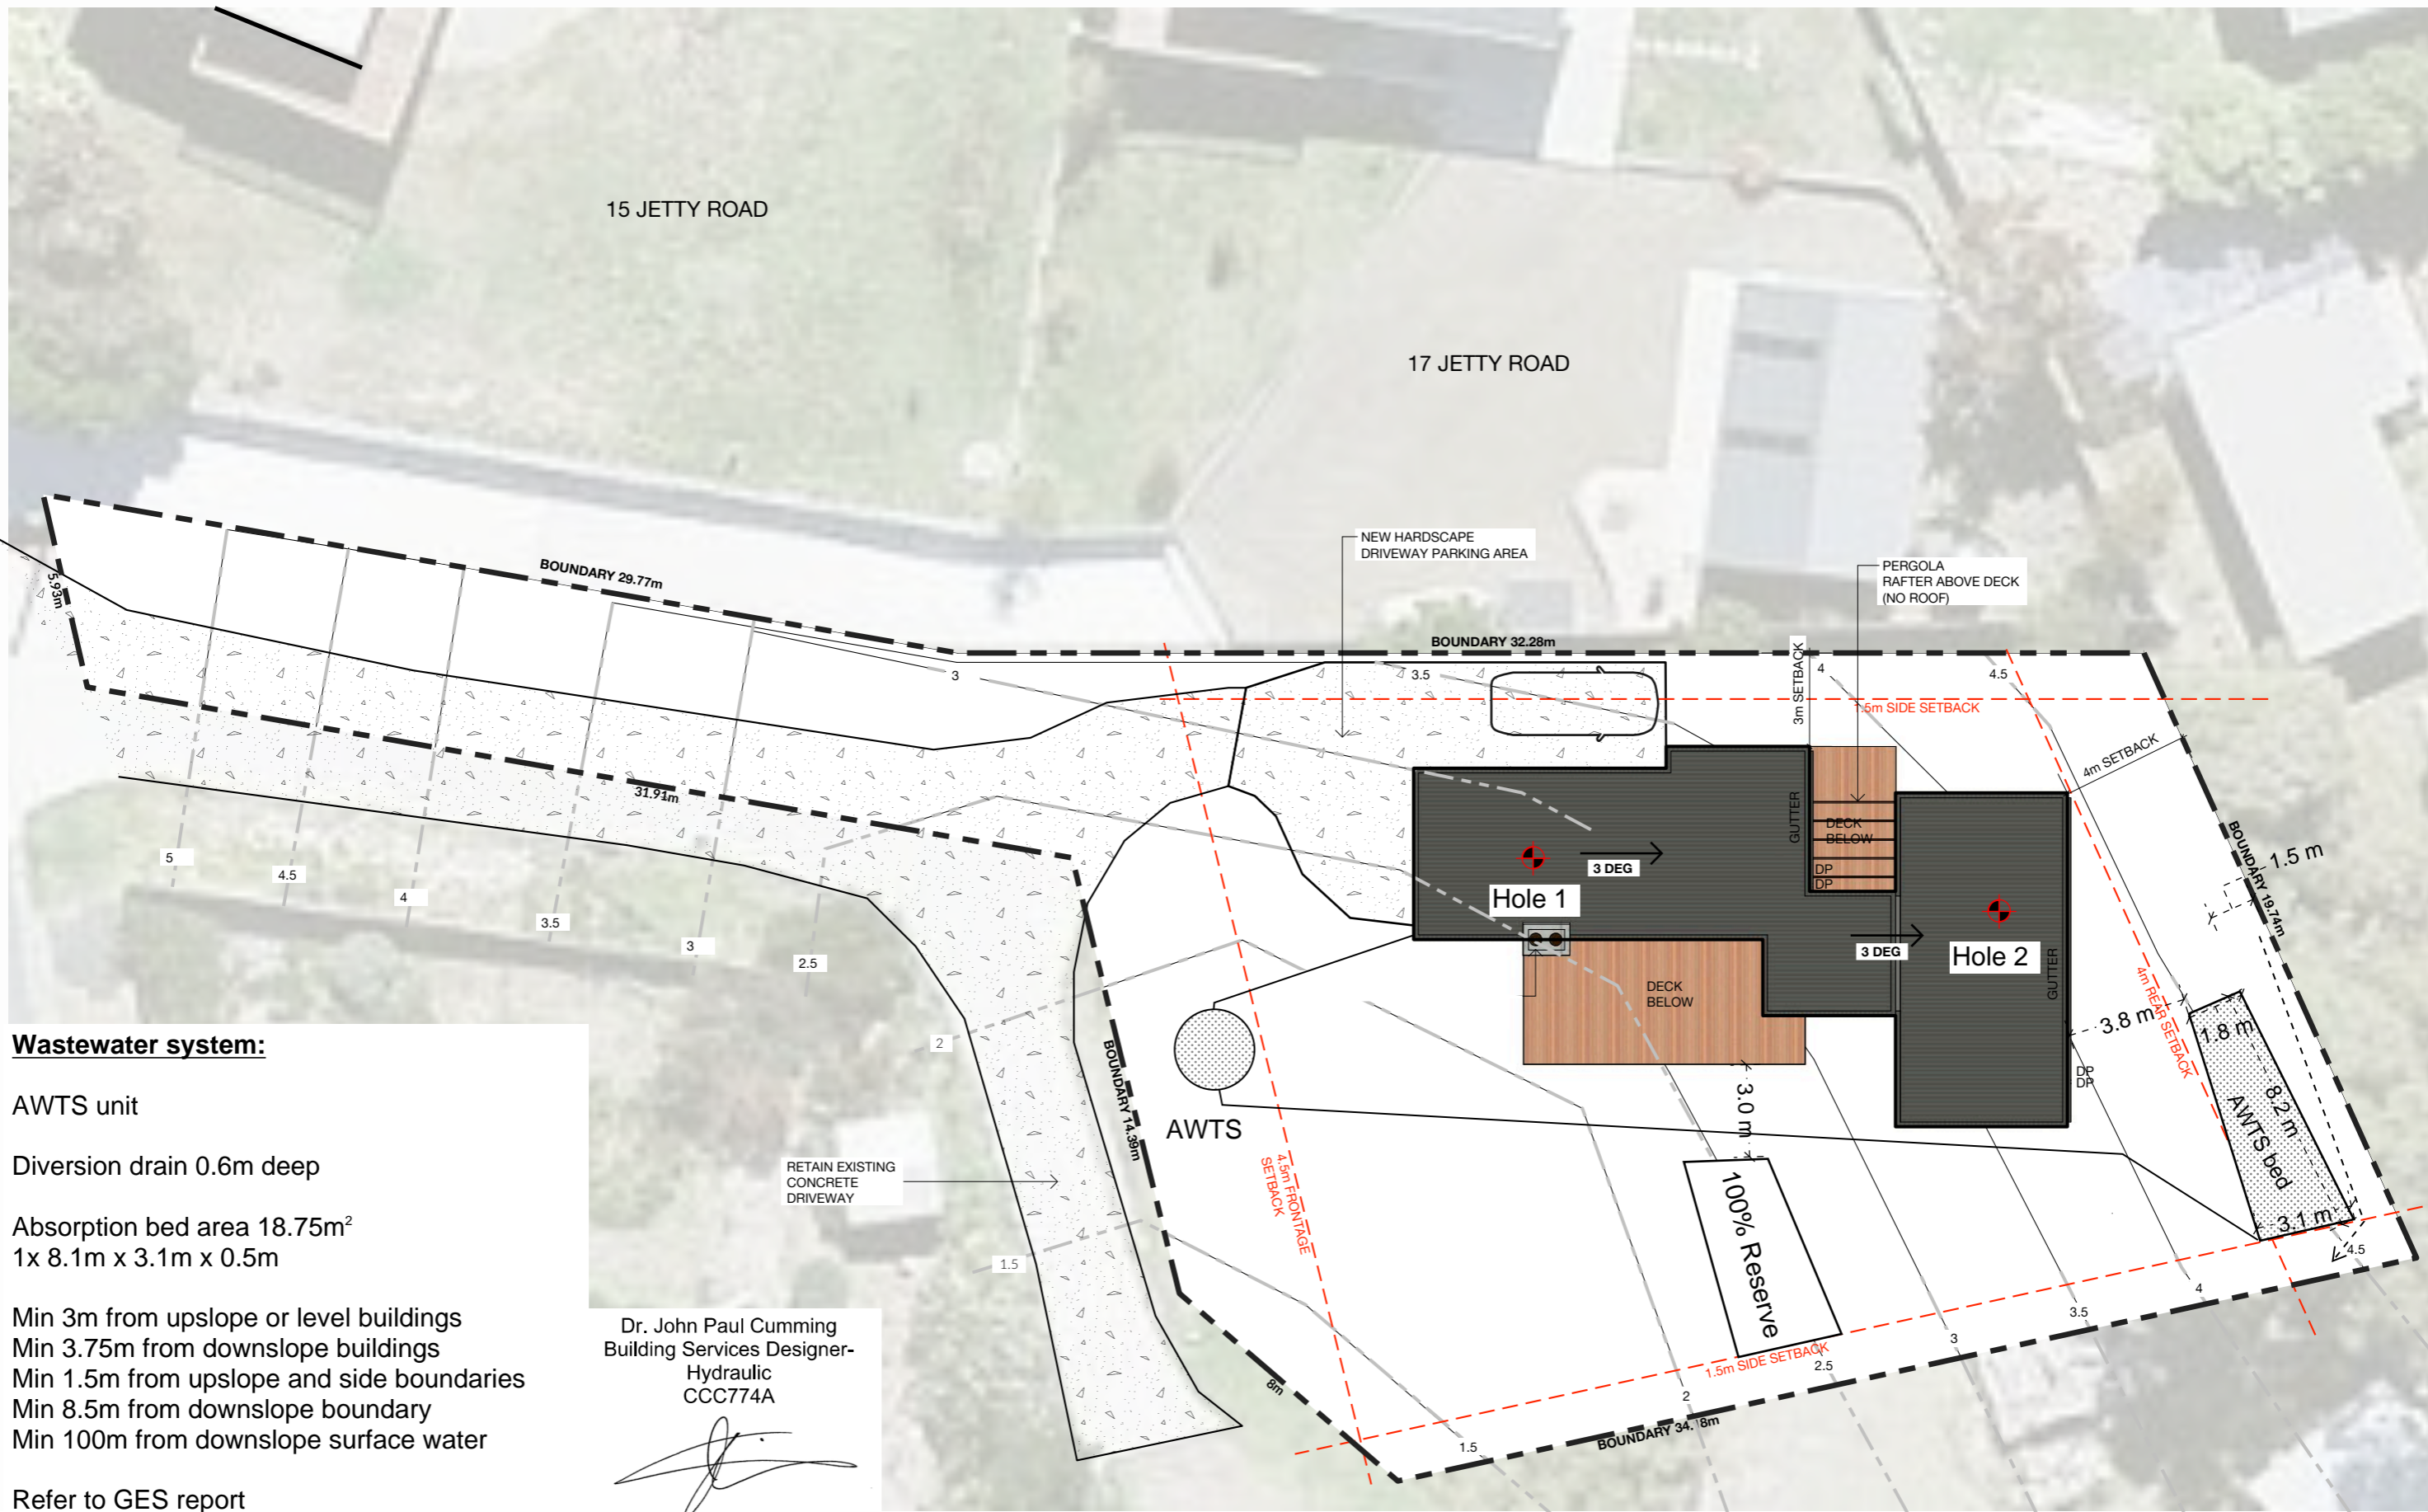 15 JETTY ROAD
17 JETTY ROAD
NEW HARDSCAPE
DRIVEWAY PARKING AREA
PERGOLA
RAFTER ABOVE DECK
(NO ROOF)
BOUNDARY 29.77m
5.93m
BOUNDARY 32.28m
3m SETBACK
3
3.5
4
4.5
1.5m SIDE SETBACK
4m SETBACK
31.91m
GUTTER
DECK
BELOW
DP
DP
3 DEG
Hole 1
3 DEG
Hole 2
GUTTER
BOUNDARY 19.74m
1.5 m
5
4.5
4
3.5
3
2.5
2
1.5
DECK
BELOW
3.8 m
1.8 m
4m REAR SETBACK
DP
DP
8.2 m
AWTS bed
3.1 m
4.5
AWTS
BOUNDARY 14.39m
4.5m FRONTAGE
SETBACK
3.0 m
100% Reserve
RETAIN EXISTING
CONCRETE
DRIVEWAY
4
3.5
3
2.5
2
1.5
1.5m SIDE SETBACK
8m
Wastewater system:
AWTS unit
Diversion drain 0.6m deep
Absorption bed area 18.75m²
1x 8.1m x 3.1m x 0.5m
Min 3m from upslope or level buildings
Min 3.75m from downslope buildings
Min 1.5m from upslope and side boundaries
Min 8.5m from downslope boundary
Min 100m from downslope surface water
Refer to GES report
Dr. John Paul Cumming
Building Services Designer-
Hydraulic
CCC774A
BOUNDARY